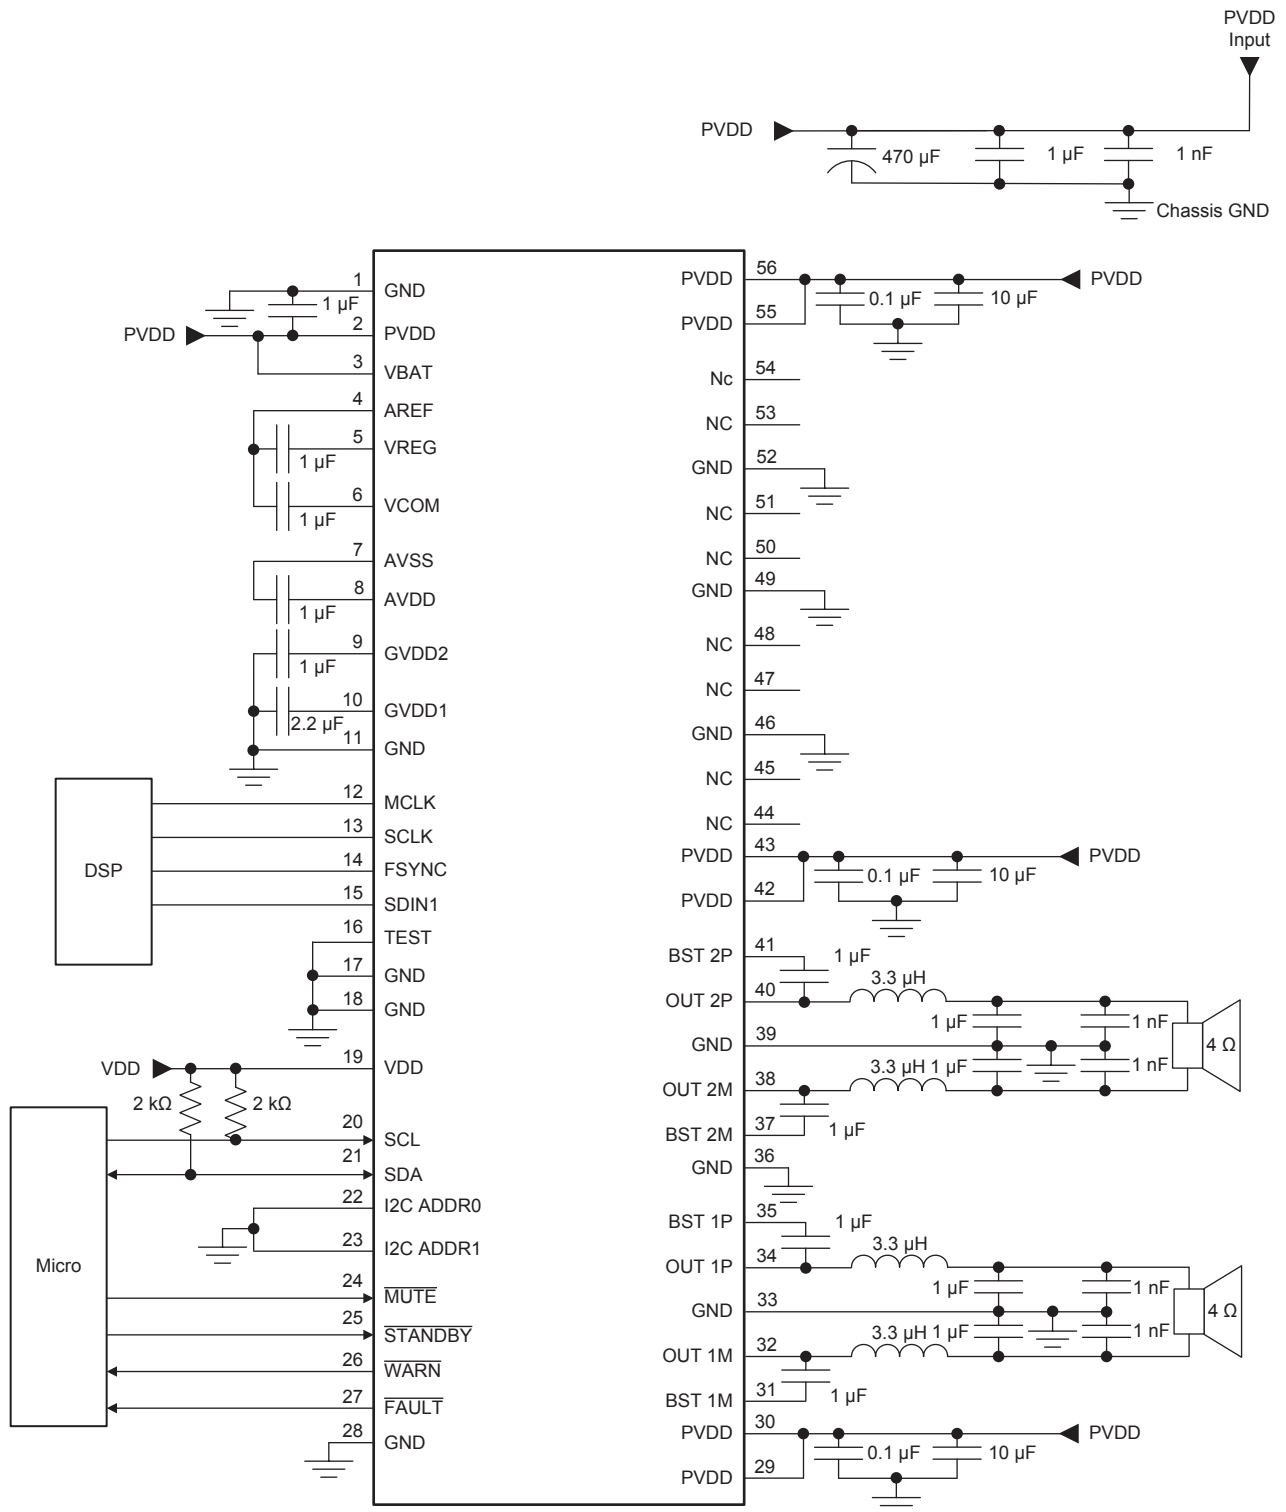 PVDD
Input
PVDD
470 µF
1 µF
1 nF
Chassis GND
1
GND
1 µF
PVDD
2
PVDD
3
VBAT
4
AREF
5
VREG
1 µF
6
VCOM
1 µF
7
AVSS
8
AVDD
1 µF
9
GVDD2
1 µF
10
GVDD1
2.2 µF
11
GND
DSP
12
MCLK
13
SCLK
14
FSYNC
15
SDIN1
16
TEST
17
GND
18
GND
VDD
19
VDD
2 kΩ
2 kΩ
Micro
20
SCL
21
SDA
22
I2C ADDR0
23
I2C ADDR1
24
MUTE
25
STANDBY
26
WARN
27
FAULT
28
GND
PVDD
56
PVDD
0.1 µF
10 µF
PVDD
55
Nc
54
NC
53
GND
52
NC
51
NC
50
GND
49
NC
48
NC
47
GND
46
NC
45
NC
44
PVDD
43
PVDD
0.1 µF
10 µF
PVDD
42
BST 2P
41
1 µF
3.3 µH
OUT 2P
40
1 µF
1 nF
GND
39
4 Ω
3.3 µH
1 µF
1 nF
OUT 2M
38
BST 2M
37
1 µF
GND
36
BST 1P
35
1 µF
3.3 µH
OUT 1P
34
1 µF
1 nF
GND
33
4 Ω
3.3 µH
1 µF
1 nF
OUT 1M
32
BST 1M
31
1 µF
PVDD
30
PVDD
0.1 µF
10 µF
PVDD
29